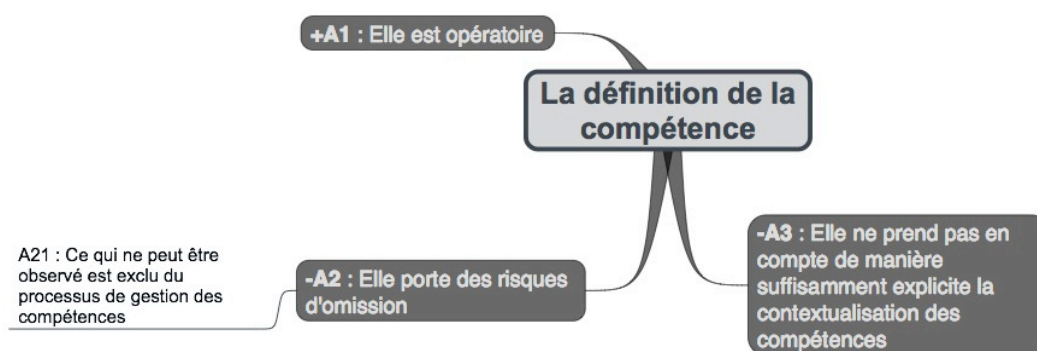 +A1 : Elle est opératoire
La définition de la
compétence
A21 : Ce qui ne peut être
observé est exclu du
processus de gestion des
compétences
-A2 : Elle porte des risques
d'omission
-A3 : Elle ne prend pas en
compte de manière
suffisamment explicite la
contextualisation des
compétences